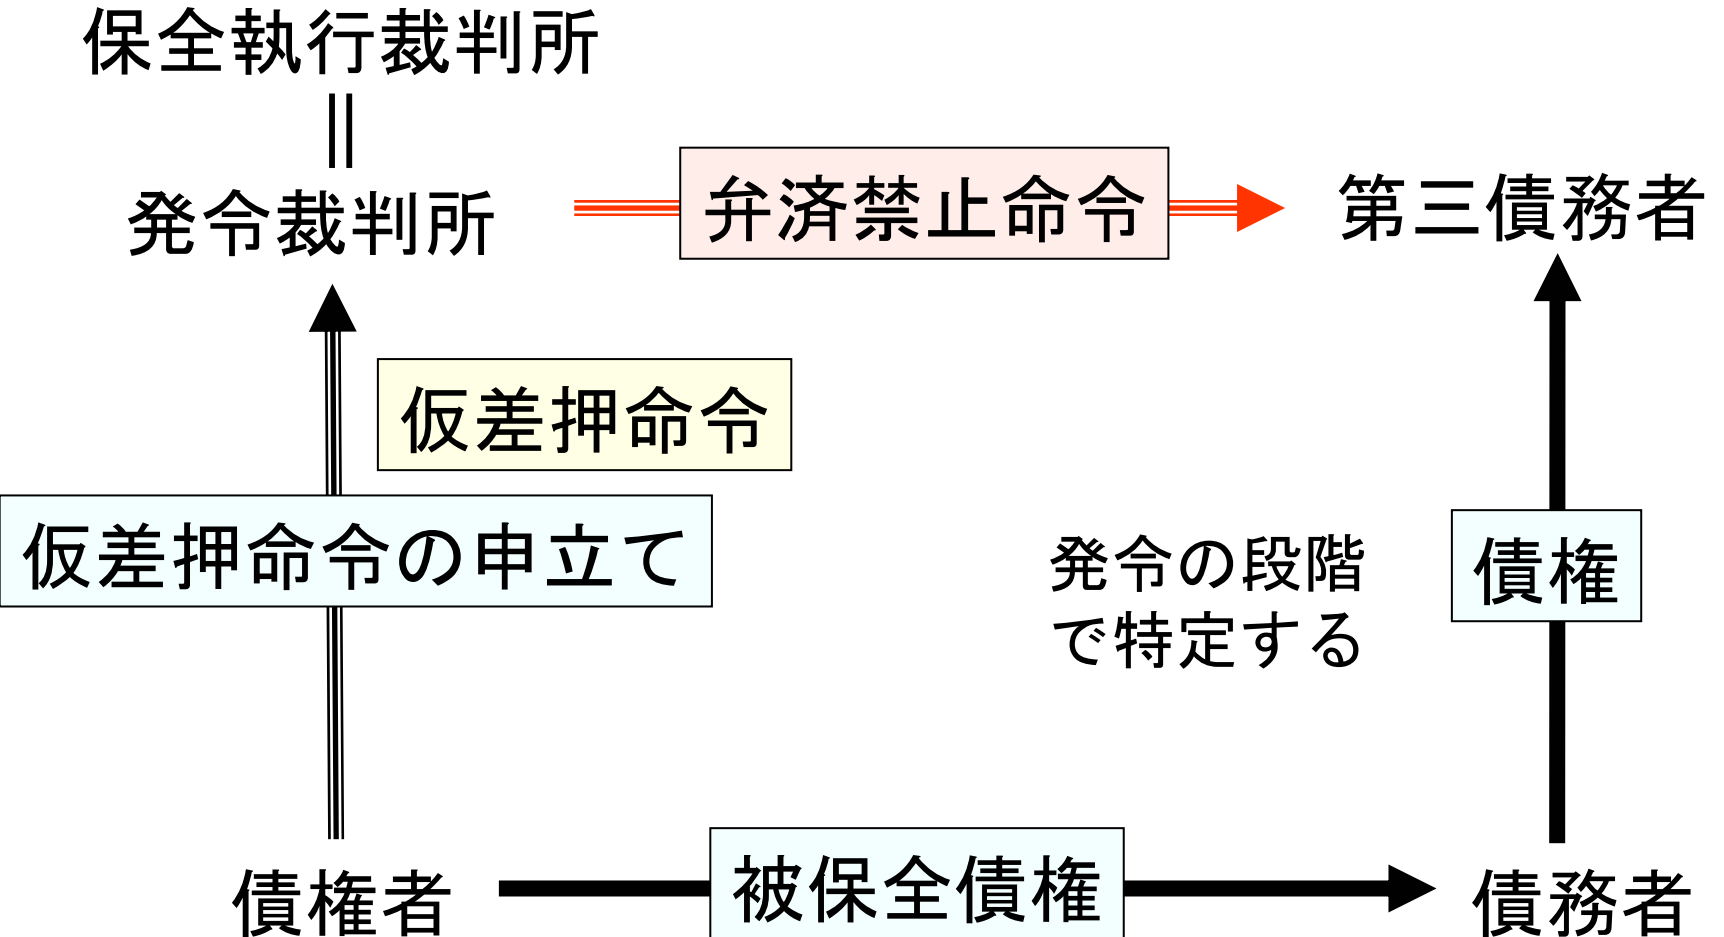 保全執行裁判所
発令裁判所
弁済禁止命令
第三債務者
仮差押命令
仮差押命令の申立て
発令の段階
で特定する
債権
債権者
被保全債権
債務者